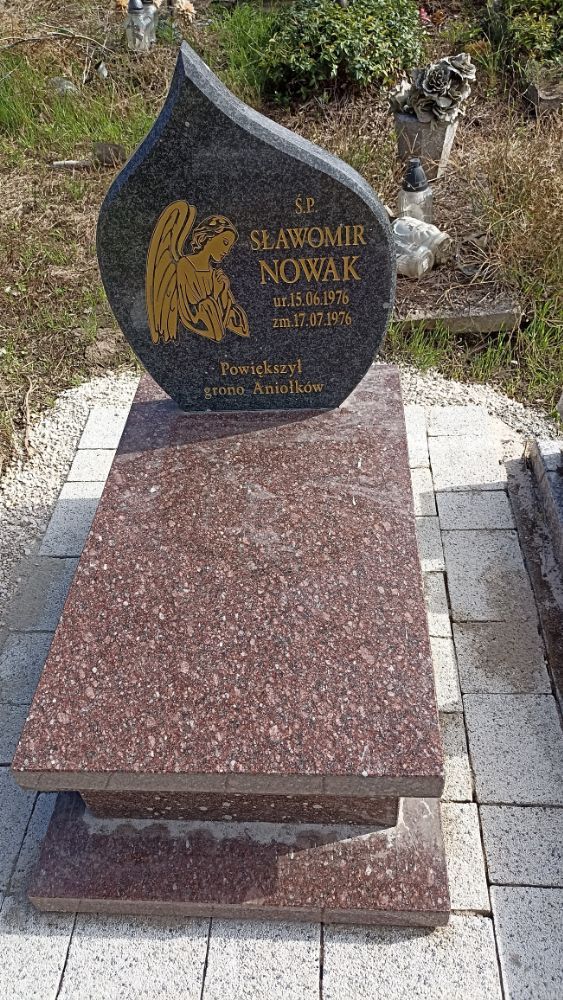 Ś.P.
SŁAWOMIR
NOWAK
ur.15.06.1976
zm.17.07.1976
Powiększył
grono Aniołków